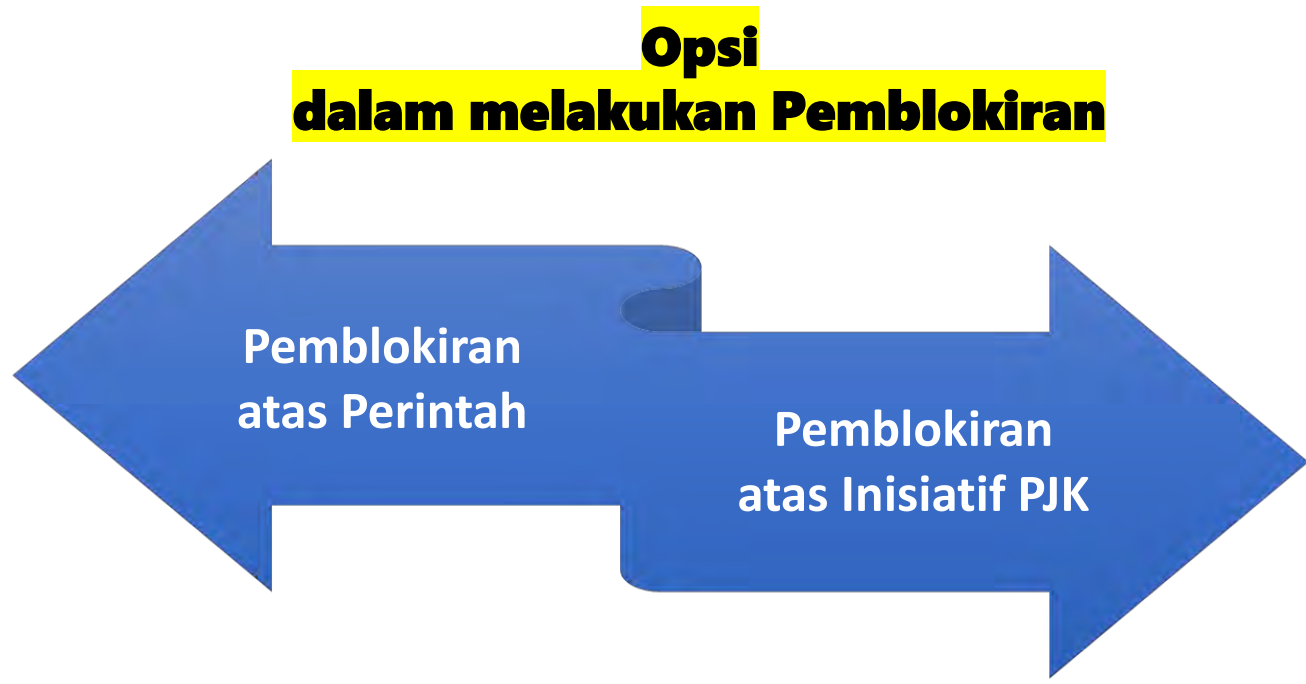 Opsi
dalam melakukan Pemblokiran
Pemblokiran
atas Perintah
Pemblokiran
atas Inisiatif PJK